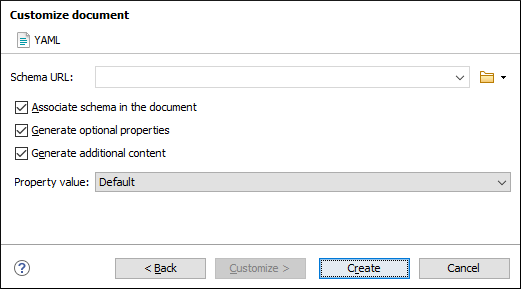 Customize document
YAML
Schema URL:
Associate schema in the document
Generate optional properties
Generate additional content
Property value: Default
? < Back Customize > Create Cancel